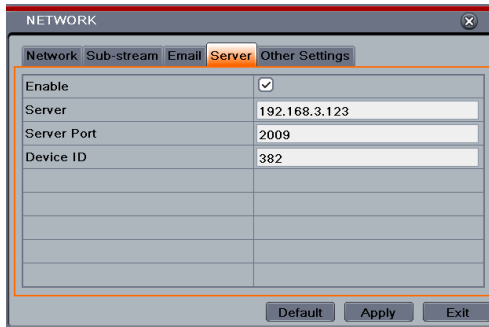 NETWORK
Network Sub-stream Email Server Other Settings
Enable
Server 192.168.3.123
Server Port 2009
Device ID 382
Default Apply Exit